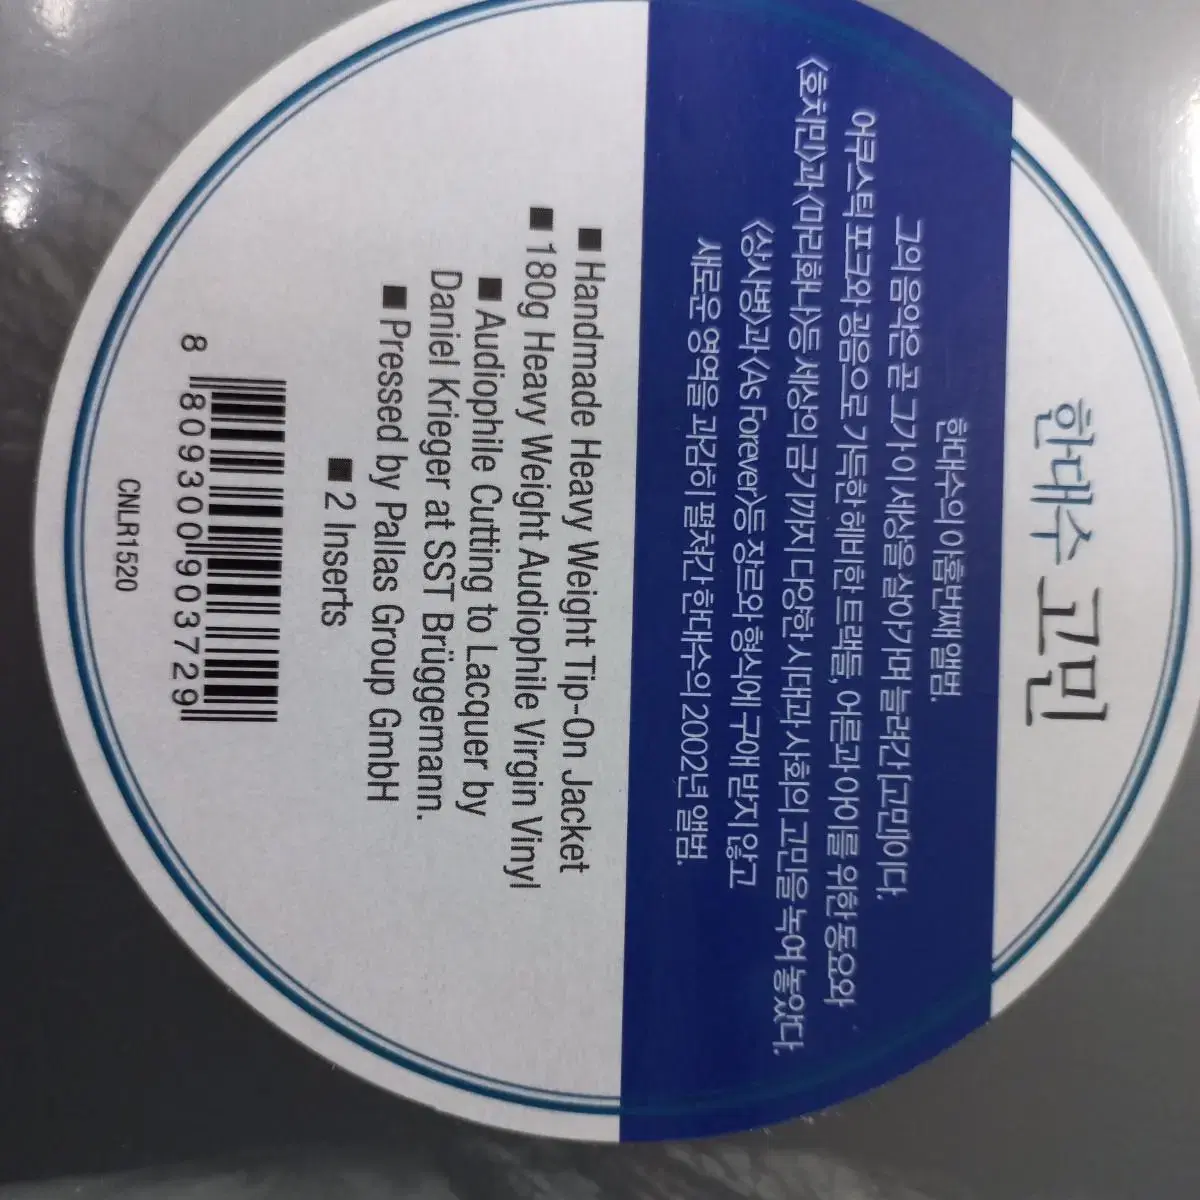 한대수 고민
한대수의 아홉번째 앨범.
그의 음악은 곧 그가 이 세상을 살아가며 늘려간 [고민]이다.
어쿠스틱 포크와 굉음으로 가득한 헤비한 트랙들, 어른과 아이를 위한 동요와
〈호치민〉과 〈마리화나〉등 세상의 금기까지 다양한 시대과 사회의 고민을 녹여 놓았다.
〈상사병〉과 〈As Forever〉등 장르와 형식에 구애 받지 않고
새로운 영역을 과감히 펼쳐간 한대수의 2002년 앨범.
■ Handmade Heavy Weight Tip-On Jacket
■ 180g Heavy Weight Audiophile Virgin Vinyl
■ Audiophile Cutting to Lacquer by
Daniel Krieger at SST Brüggemann.
■ Pressed by Pallas Group GmbH
■ 2 Inserts
8 809300 903729
CNLR1520